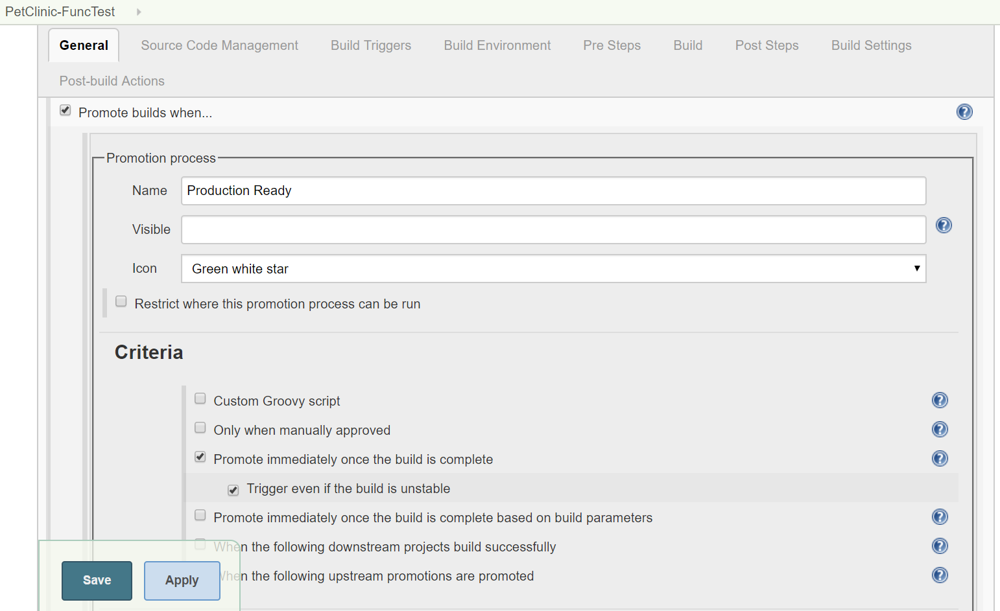 PetClinic-FuncTest
General Source Code Management Build Triggers Build Environment Pre Steps Build Post Steps Build Settings
Post-build Actions
Promote builds when...
Promotion process
Name Production Ready
Visible
Icon Green white star
Restrict where this promotion process can be run
Criteria
Custom Groovy script
Only when manually approved
Promote immediately once the build is complete
Trigger even if the build is unstable
Promote immediately once the build is complete based on build parameters
When the following downstream projects build successfully
When the following upstream promotions are promoted
Save Apply